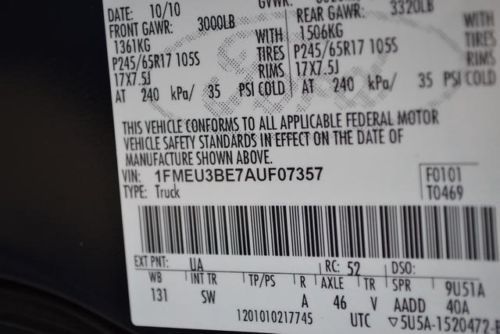 DATE: 10/10 GVWR:
FRONT GAWR: 3000LB REAR GAWR: 3320LB
1361KG WITH 1506KG WITH
P245/65R17 105S TIRES P245/65R17 105S TIRES
17X7.5J RIMS 17X7.5J RIMS
AT 240 kPa/ 35 PSI COLD AT 240 kPa/ 35 PSI COLD
THIS VEHICLE CONFORMS TO ALL APPLICABLE FEDERAL MOTOR
VEHICLE SAFETY STANDARDS IN EFFECT ON THE DATE OF
MANUFACTURE SHOWN ABOVE.
VIN: 1FMEU3BE7AUF07357 F0101
TYPE: Truck T0469
EXT PNT: UA RC: 52 DSO:
WB INT TR TP/PS R AXLE TR SPR 9U51A
131 SW A 46 V AADD 40A
1201010217745 UTC ▽5U5A-1520472